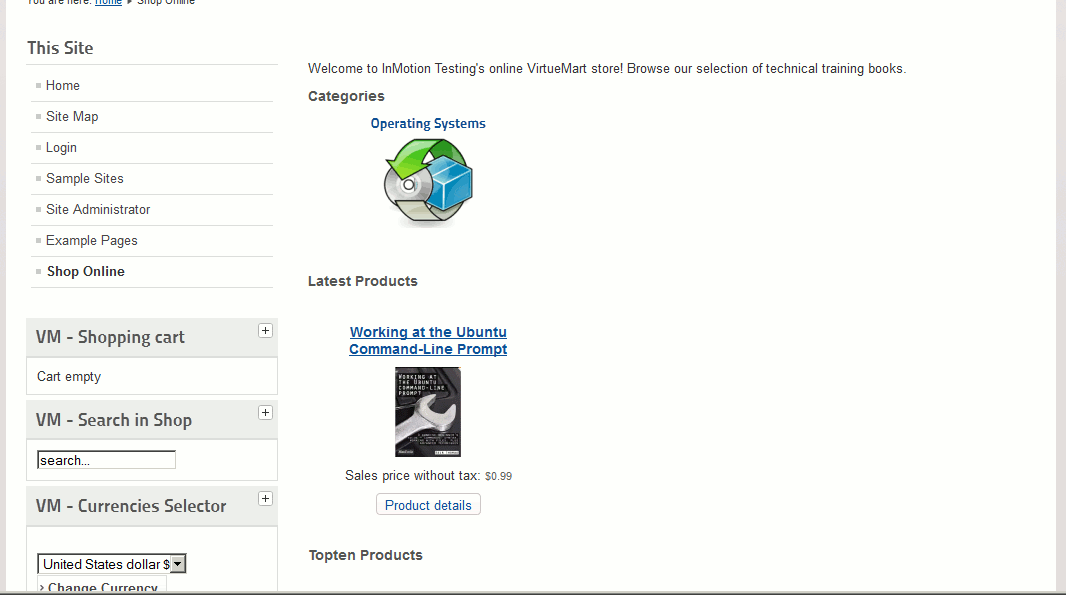 You are here: Home Shop Online
This Site
Home
Site Map
Login
Sample Sites
Site Administrator
Example Pages
Shop Online
VM - Shopping cart
Cart empty
VM - Search in Shop
search...
VM - Currencies Selector
United States dollar $
Change Currency
Welcome to InMotion Testing's online VirtueMart store! Browse our selection of technical training books.
Categories
Operating Systems
Latest Products
Working at the Ubuntu
Command-Line Prompt
WORKING AT
THE UBUNTU
COMMAND-LINE
PROMPT
Sales price without tax: $0.99
Product details
Topten Products